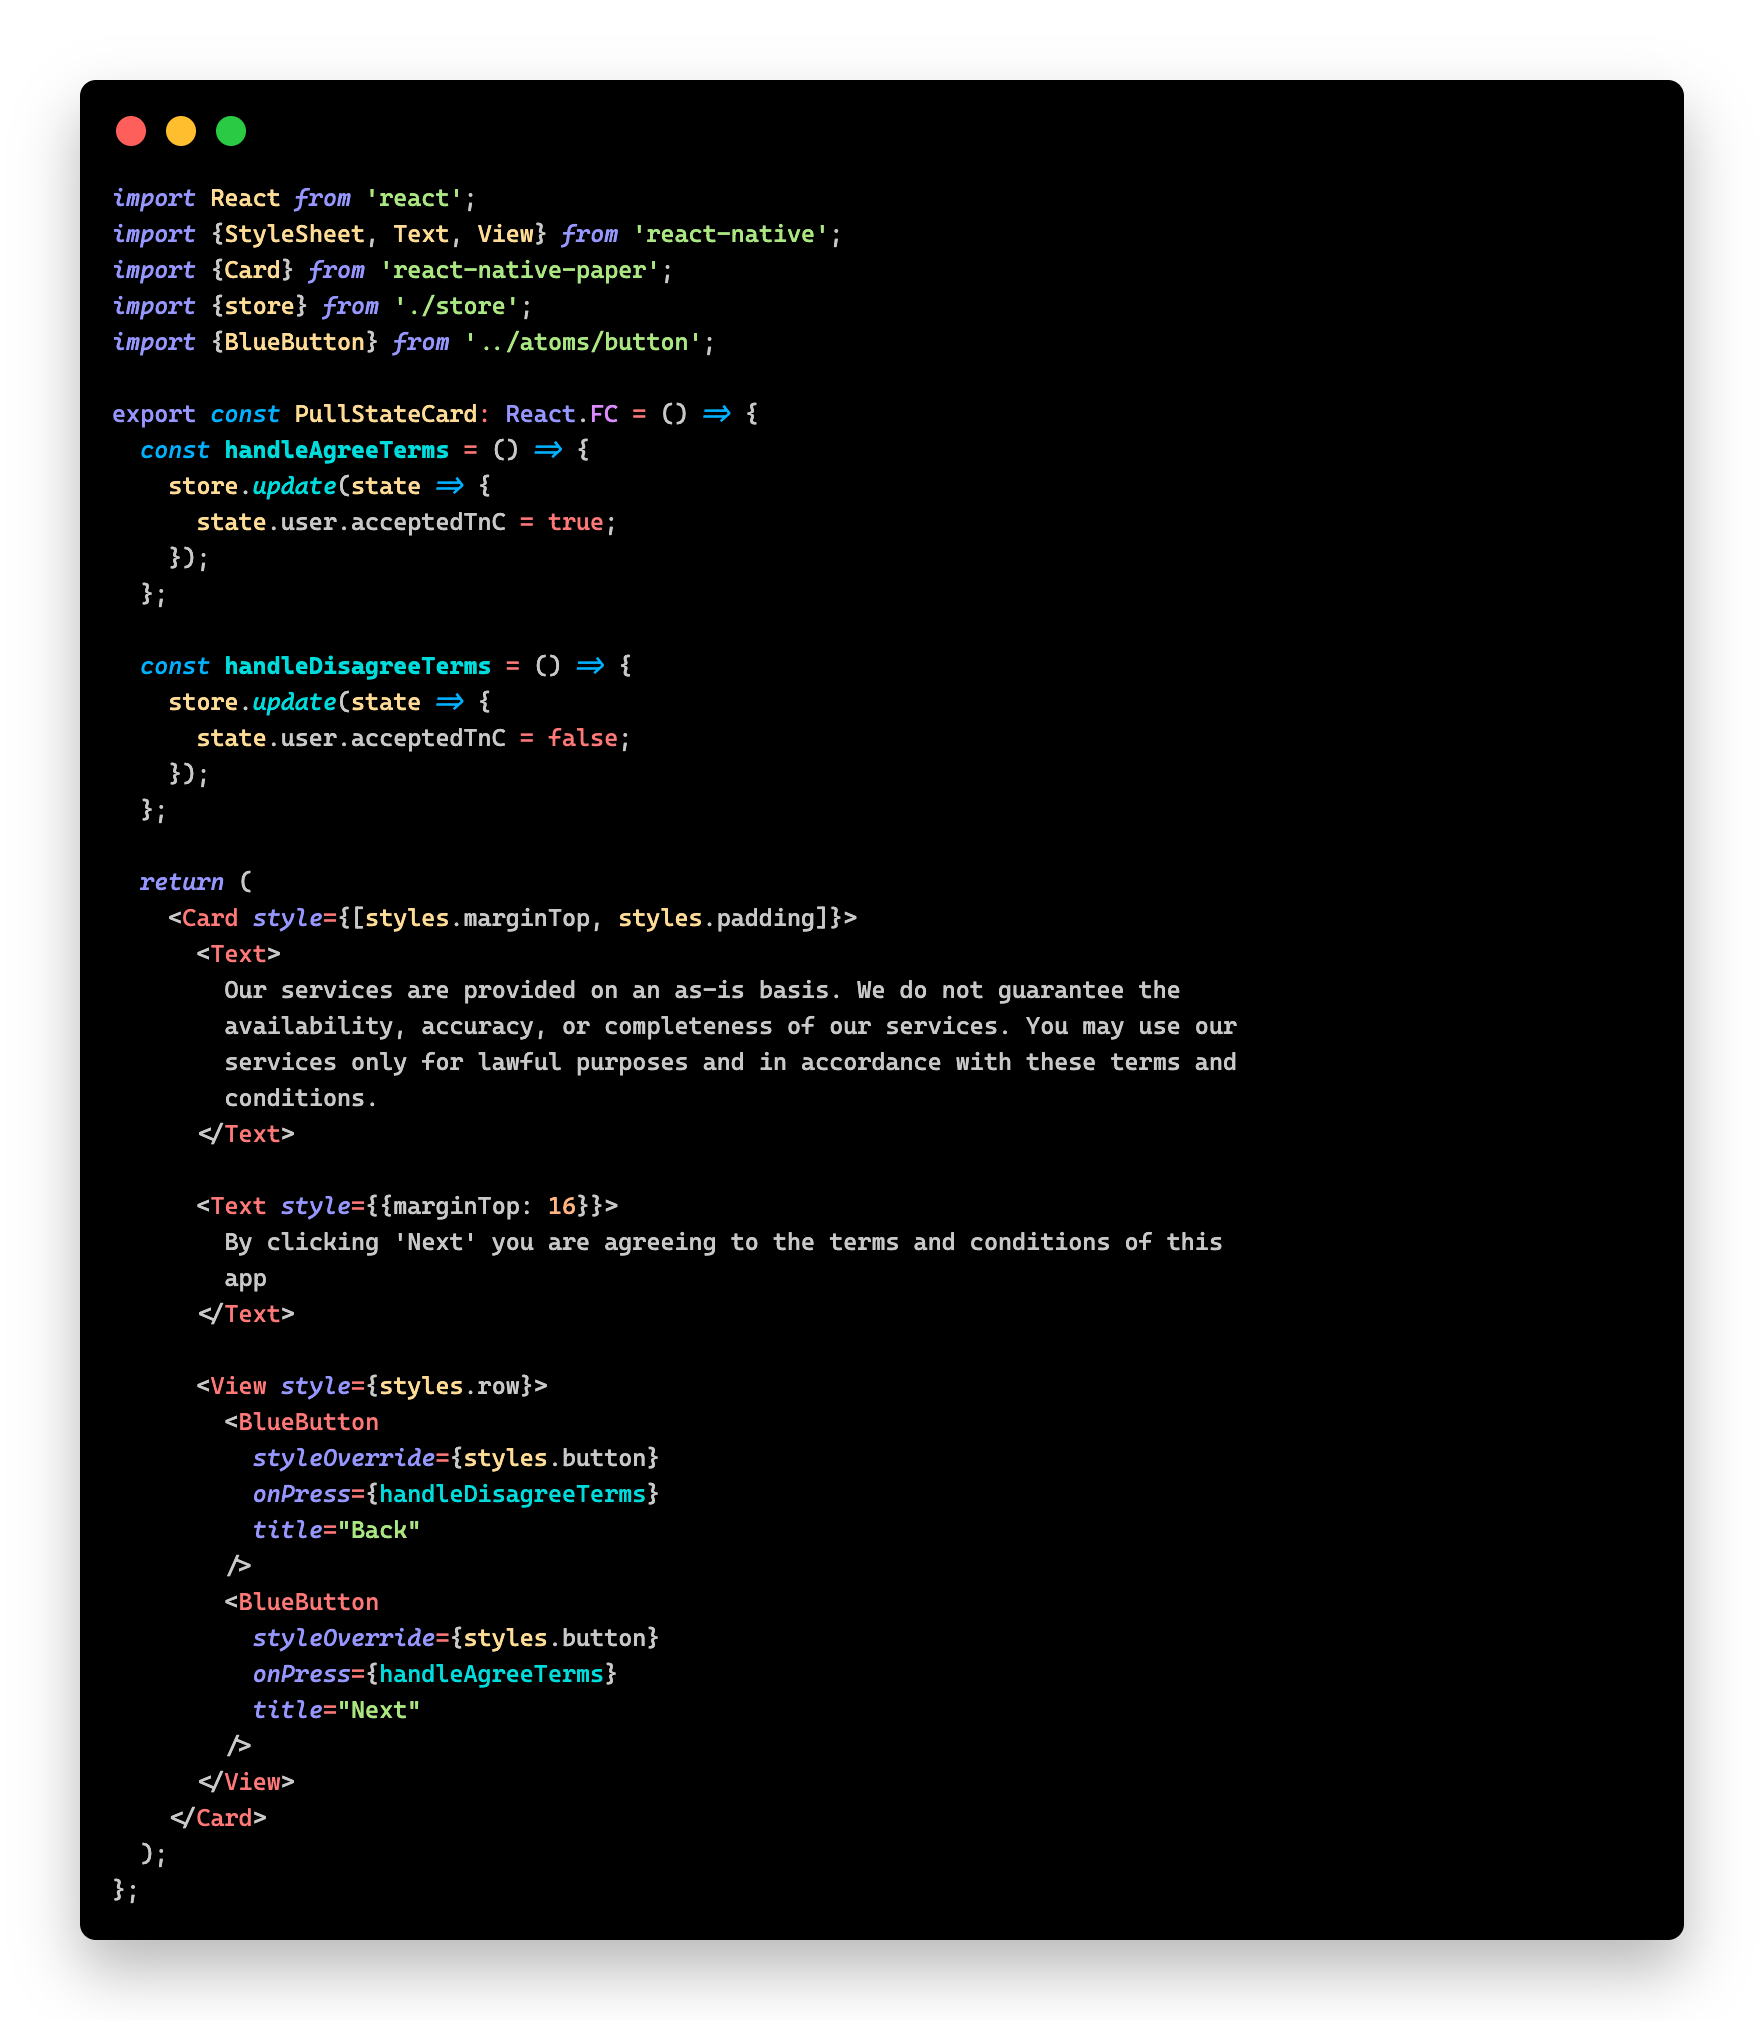 import React from 'react';
import {StyleSheet, Text, View} from 'react-native';
import {Card} from 'react-native-paper';
import {store} from './store';
import {BlueButton} from '../atoms/button';

export const PullStateCard: React.FC = () => {
  const handleAgreeTerms = () => {
    store.update(state => {
      state.user.acceptedTnC = true;
    });
  };

  const handleDisagreeTerms = () => {
    store.update(state => {
      state.user.acceptedTnC = false;
    });
  };

  return (
    <Card style={[styles.marginTop, styles.padding]}>
      <Text>
        Our services are provided on an as-is basis. We do not guarantee the
        availability, accuracy, or completeness of our services. You may use our
        services only for lawful purposes and in accordance with these terms and
        conditions.
      </Text>

      <Text style={{marginTop: 16}}>
        By clicking 'Next' you are agreeing to the terms and conditions of this
        app
      </Text>

      <View style={styles.row}>
        <BlueButton
          styleOverride={styles.button}
          onPress={handleDisagreeTerms}
          title="Back"
        />
        <BlueButton
          styleOverride={styles.button}
          onPress={handleAgreeTerms}
          title="Next"
        />
      </View>
    </Card>
  );
};